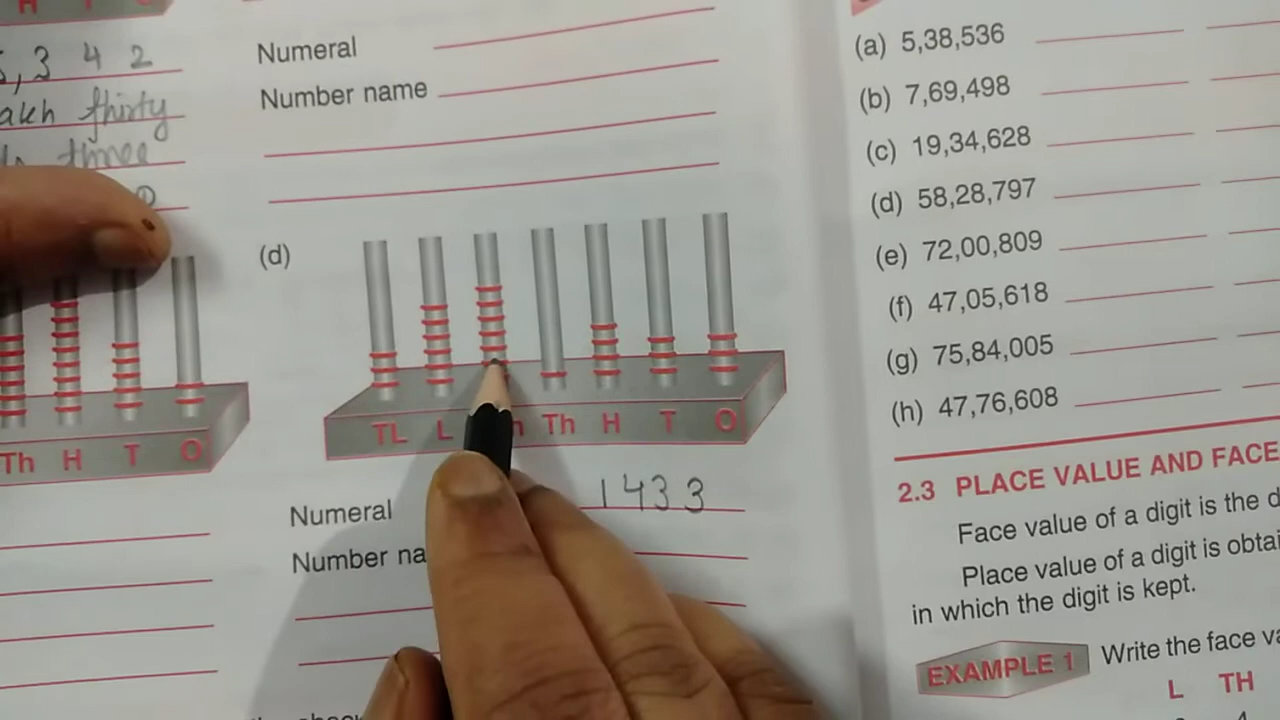 H
5,3 4 2
akh thirty
three
Th H T O
Numeral
Number name
(d)
TL L Th H T O
Numeral 1433
Number na
(a) 5,38,536
(b) 7,69,498
(c) 19,34,628
(d) 58,28,797
(e) 72,00,809
(f) 47,05,618
(g) 75,84,005
(h) 47,76,608
2.3 PLACE VALUE AND FACE
Face value of a digit is the d
Place value of a digit is obtai
in which the digit is kept.
EXAMPLE 1 Write the face va
L TH